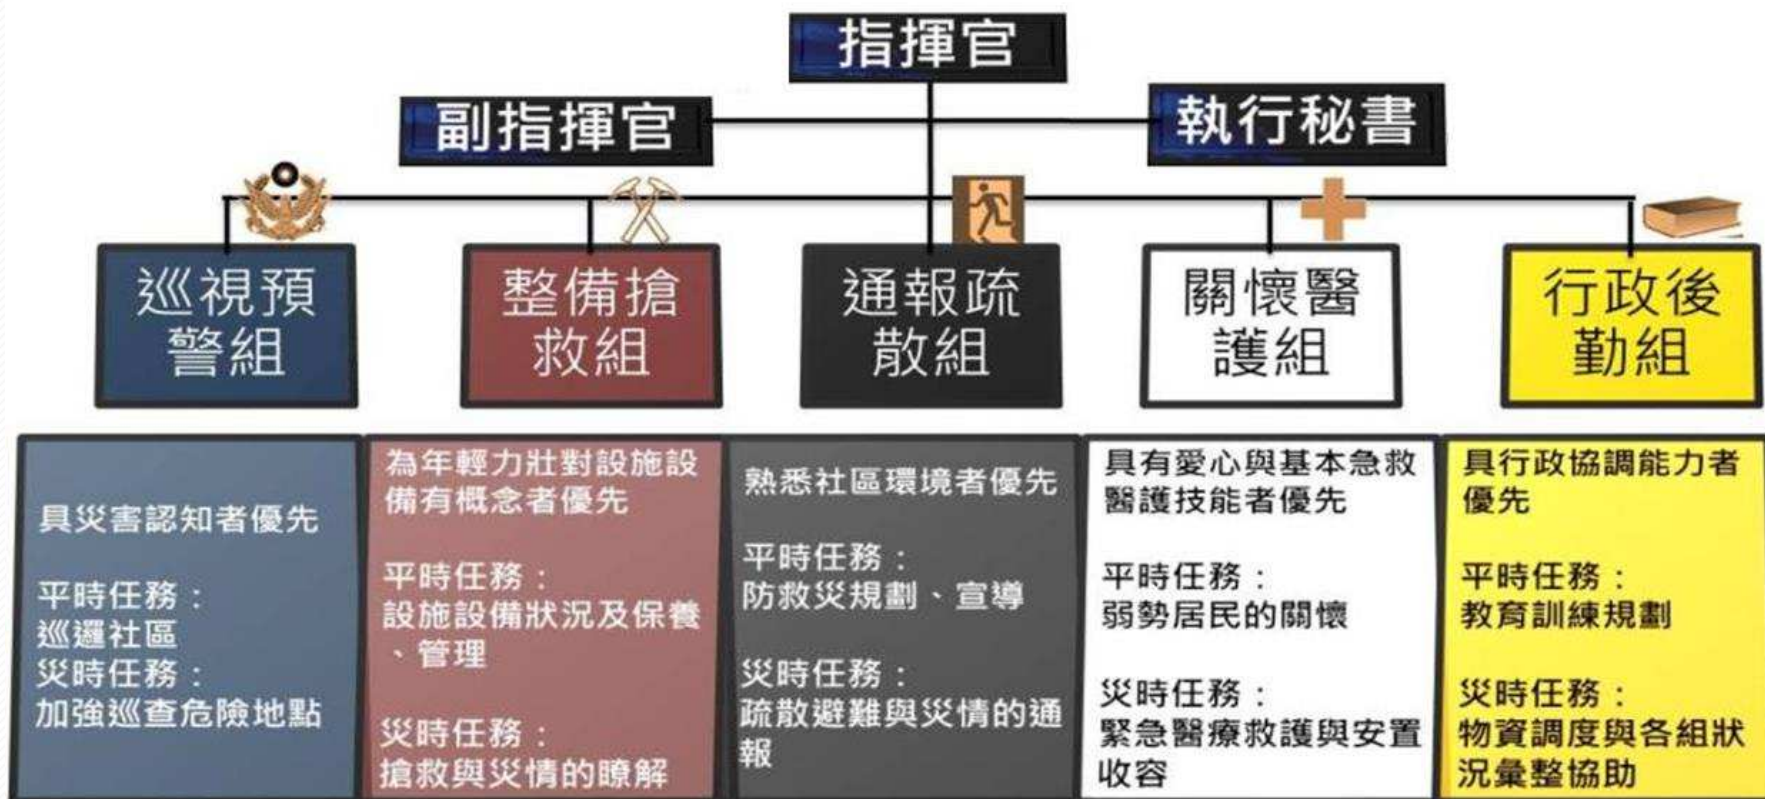 指揮官
副指揮官
執行秘書
巡視預
警組
整備搶
救組
通報疏
散組
關懷醫
護組
行政後
勤組
具災害認知者優先
平時任務：
巡邏社區
災時任務：
加強巡查危險地點
為年輕力壯對設施設
備有概念者優先
平時任務：
設施設備狀況及保養
、管理
災時任務：
搶救與災情的瞭解
熟悉社區環境者優先
平時任務：
防救災規劃、宣導
災時任務：
疏散避難與災情的通
報
具有愛心與基本急救
醫護技能者優先
平時任務：
弱勢居民的關懷
災時任務：
緊急醫療救護與安置
收容
具行政協調能力者
優先
平時任務：
教育訓練規劃
災時任務：
物資調度與各組狀
況彙整協助